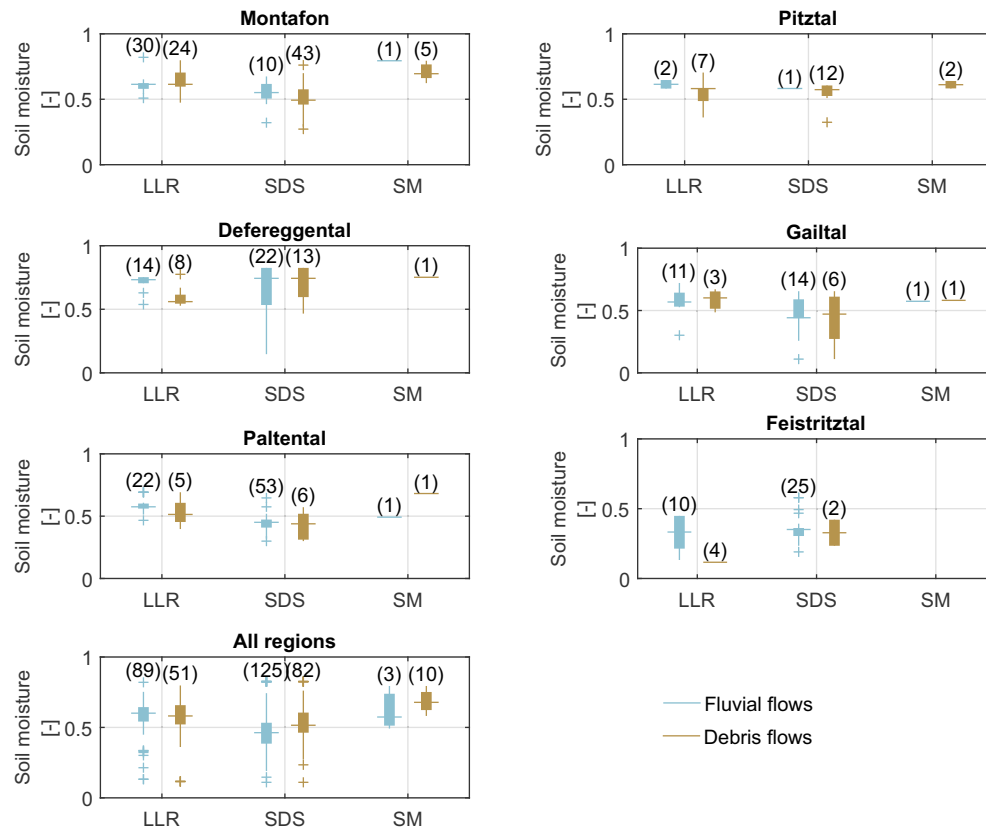 Montafon
Soil moisture
[-]
1
0.5
0
(30)
(24)
(10)
(43)
(1)
(5)
LLR
SDS
SM
Pitztal
Soil moisture
[-]
1
0.5
0
(2)
(7)
(1)
(12)
(2)
LLR
SDS
SM
Defereggental
Soil moisture
[-]
1
0.5
0
(14)
(8)
(22)
(13)
(1)
LLR
SDS
SM
Gailtal
Soil moisture
[-]
1
0.5
0
(11)
(3)
(14)
(6)
(1)
(1)
LLR
SDS
SM
Paltental
Soil moisture
[-]
1
0.5
0
(22)
(5)
(53)
(6)
(1)
(1)
LLR
SDS
SM
Feistritztal
Soil moisture
[-]
1
0.5
0
(10)
(4)
(25)
(2)
LLR
SDS
SM
All regions
Soil moisture
[-]
1
0.5
0
(89)
(51)
(125)
(82)
(3)
(10)
LLR
SDS
SM
Fluvial flows
Debris flows